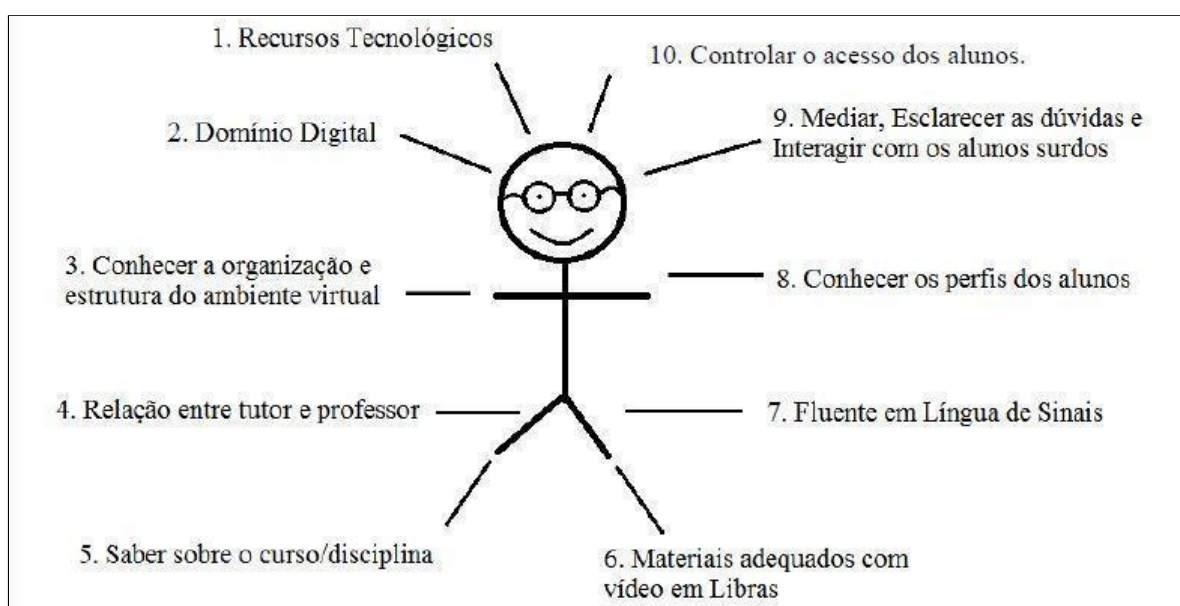 1. Recursos Tecnológicos
2. Domínio Digital
3. Conhecer a organização e
estrutura do ambiente virtual
4. Relação entre tutor e professor
5. Saber sobre o curso/disciplina
6. Materiais adequados com
vídeo em Libras
7. Fluente em Língua de Sinais
8. Conhecer os perfis dos alunos
9. Mediar, Esclarecer as dúvidas e
Interagir com os alunos surdos
10. Controlar o acesso dos alunos.